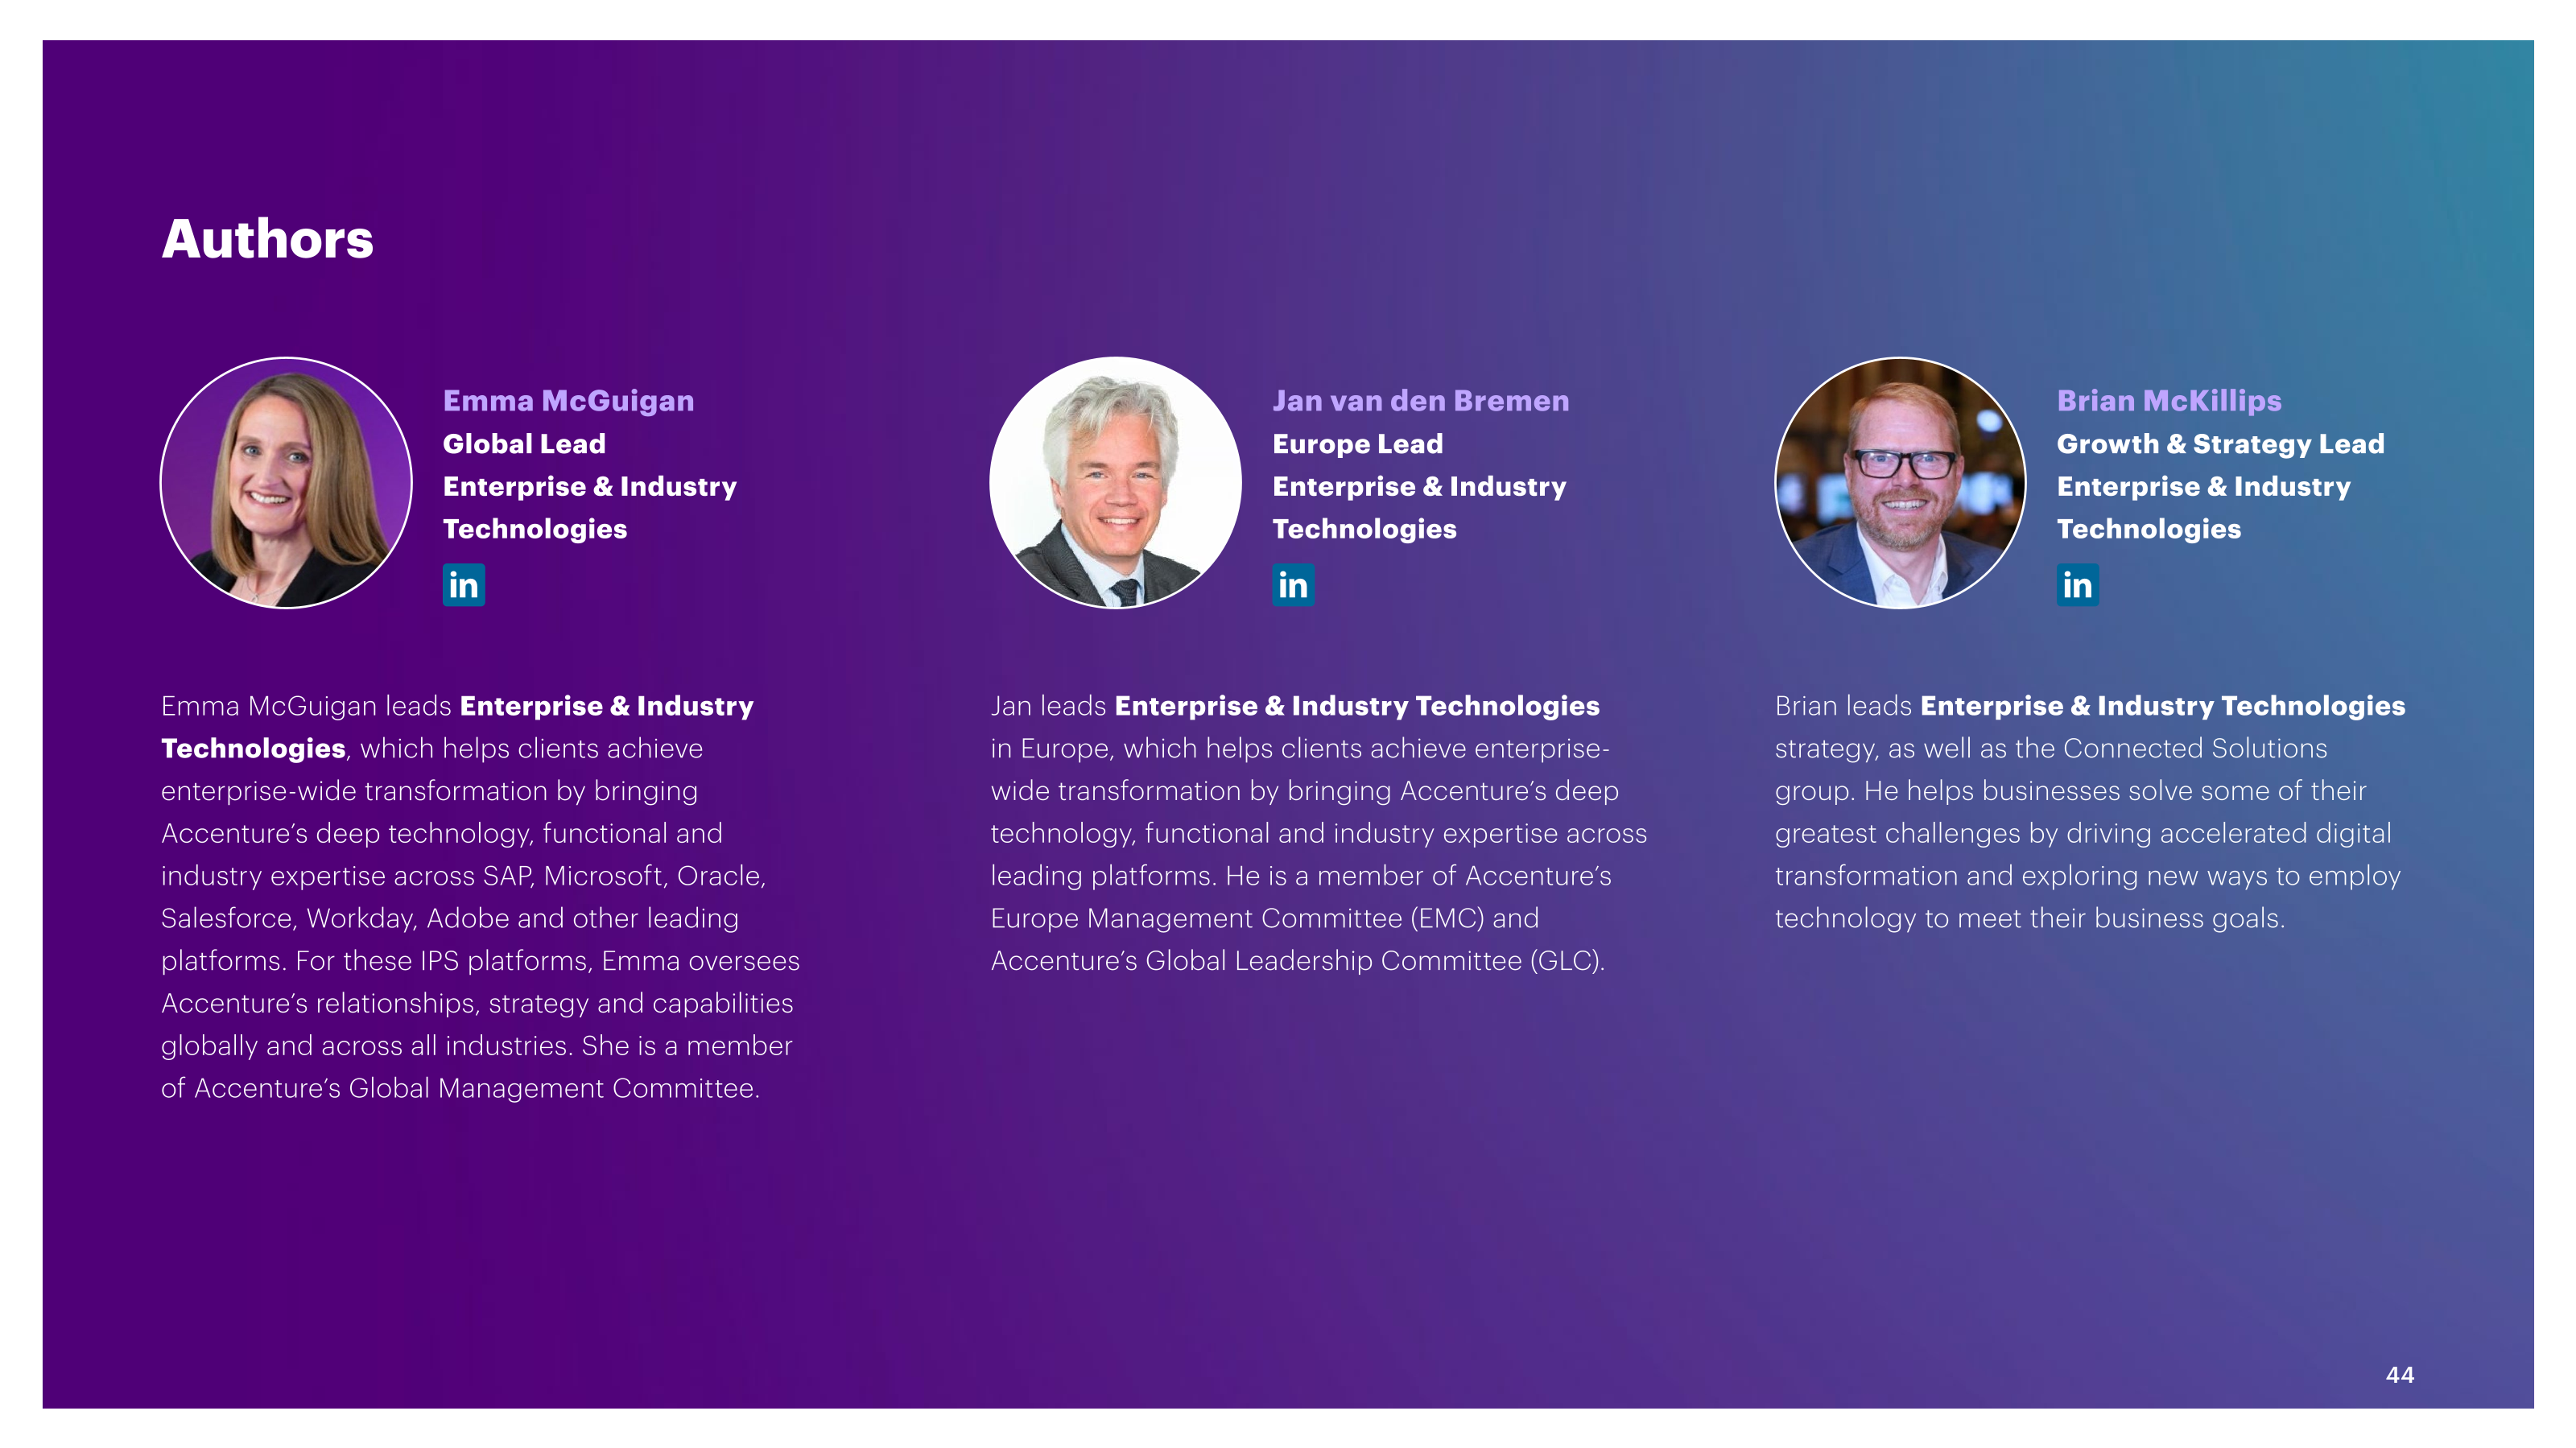 Authors
Emma McGuigan
Global Lead
Enterprise & Industry
Technologies
in
Emma McGuigan leads Enterprise & Industry
Technologies, which helps clients achieve
enterprise-wide transformation by bringing
Accenture’s deep technology, functional and
industry expertise across SAP, Microsoft, Oracle,
Salesforce, Workday, Adobe and other leading
platforms. For these IPS platforms, Emma oversees
Accenture’s relationships, strategy and capabilities
globally and across all industries. She is a member
of Accenture’s Global Management Committee.
Jan van den Bremen
Europe Lead
Enterprise & Industry
Technologies
in
Jan leads Enterprise & Industry Technologies
in Europe, which helps clients achieve enterprise-
wide transformation by bringing Accenture’s deep
technology, functional and industry expertise across
leading platforms. He is a member of Accenture’s
Europe Management Committee (EMC) and
Accenture’s Global Leadership Committee (GLC).
Brian McKillips
Growth & Strategy Lead
Enterprise & Industry
Technologies
in
Brian leads Enterprise & Industry Technologies
strategy, as well as the Connected Solutions
group. He helps businesses solve some of their
greatest challenges by driving accelerated digital
transformation and exploring new ways to employ
technology to meet their business goals.
44